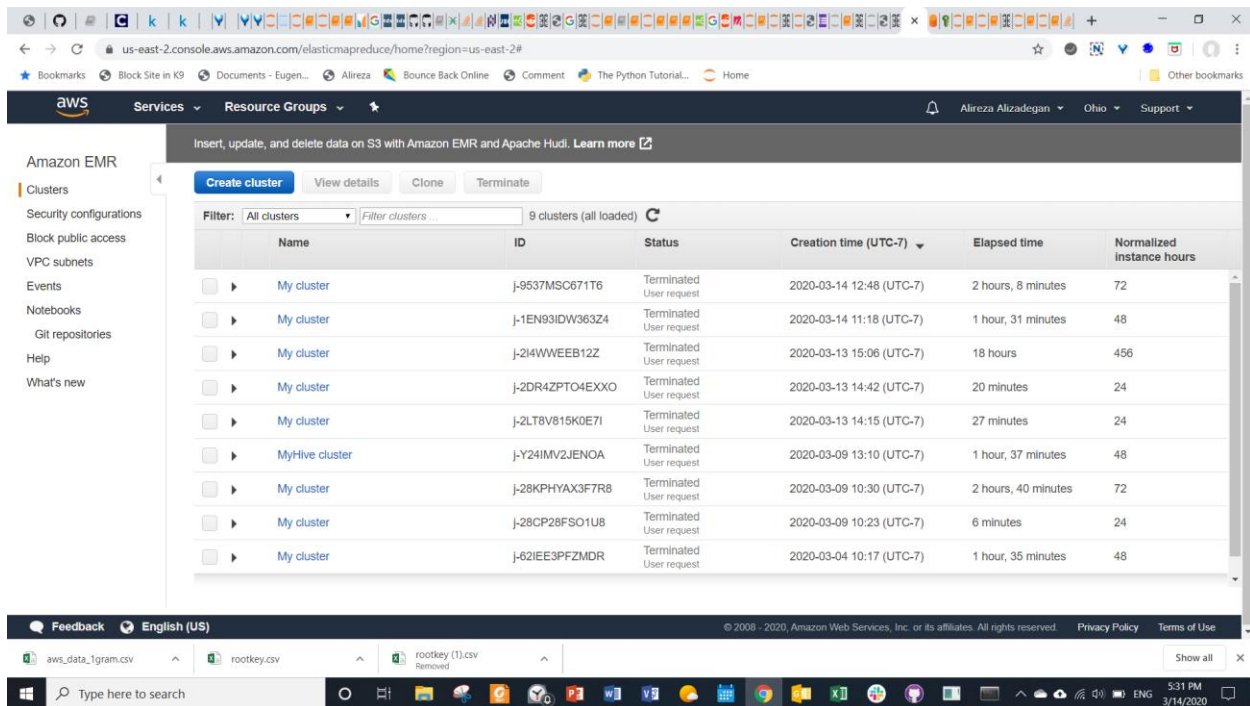 us-east-2.console.aws.amazon.com/elasticmapreduce/home?region=us-east-2#
Bookmarks Block Site in K9 Documents - Eugen... Alireza Bounce Back Online Comment The Python Tutorial... Home Other bookmarks
aws Services Resource Groups Alireza Alizadegan Ohio Support
Insert, update, and delete data on S3 with Amazon EMR and Apache Hudi. Learn more
Amazon EMR
Clusters
Security configurations
Block public access
VPC subnets
Events
Notebooks
Git repositories
Help
What's new
Create cluster View details Clone Terminate
Filter: All clusters Filter clusters ... 9 clusters (all loaded)
Name ID Status Creation time (UTC-7) Elapsed time Normalized instance hours
My cluster j-9537MSC671T6 Terminated User request 2020-03-14 12:48 (UTC-7) 2 hours, 8 minutes 72
My cluster j-1EN93IDW363Z4 Terminated User request 2020-03-14 11:18 (UTC-7) 1 hour, 31 minutes 48
My cluster j-2I4WWEEB12Z Terminated User request 2020-03-13 15:06 (UTC-7) 18 hours 456
My cluster j-2DR4ZPTO4EXXO Terminated User request 2020-03-13 14:42 (UTC-7) 20 minutes 24
My cluster j-2LT8V815K0E7I Terminated User request 2020-03-13 14:15 (UTC-7) 27 minutes 24
MyHive cluster j-Y24IMV2JENOA Terminated User request 2020-03-09 13:10 (UTC-7) 1 hour, 37 minutes 48
My cluster j-28KPHYAX3F7R8 Terminated User request 2020-03-09 10:30 (UTC-7) 2 hours, 40 minutes 72
My cluster j-28CP28FSO1U8 Terminated User request 2020-03-09 10:23 (UTC-7) 6 minutes 24
My cluster j-62IEE3PFZMDR Terminated User request 2020-03-04 10:17 (UTC-7) 1 hour, 35 minutes 48
Feedback English (US) © 2008 - 2020, Amazon Web Services, Inc. or its affiliates. All rights reserved. Privacy Policy Terms of Use
aws_data_1gram.csv rootkey.csv rootkey (1).csv Removed Show all
Type here to search ENG 5:31 PM
3/14/2020